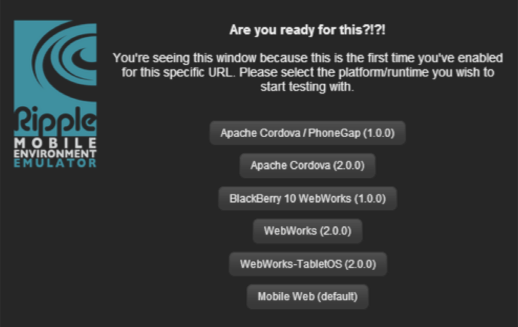 Are you ready for this?!?!
You're seeing this window because this is the first time you've enabled
for this specific URL. Please select the platform/runtime you wish to
start testing with.
Ripple
MOBILE
ENVIRONMENT
EMULATOR
Apache Cordova / PhoneGap (1.0.0)
Apache Cordova (2.0.0)
BlackBerry 10 WebWorks (1.0.0)
WebWorks (2.0.0)
WebWorks-TabletOS (2.0.0)
Mobile Web (default)